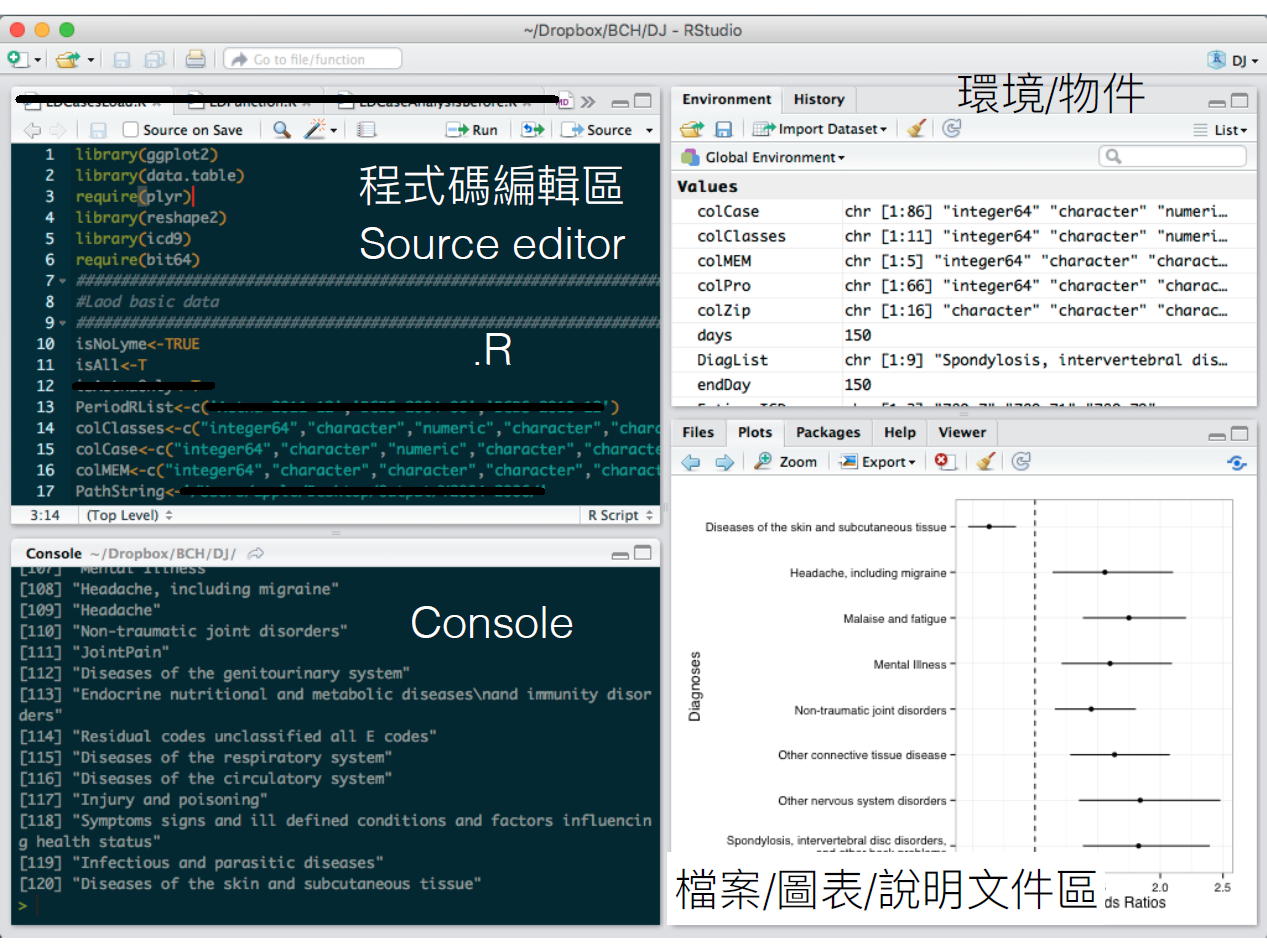 ~/Dropbox/BCH/DJ - RStudio
Go to file/function
DJ
MD
Source on Save
Run
Source
1 library(ggplot2)
2 library(data.table)
3 require(plyr)
4 library(reshape2)
5 library(icd9)
6 require(bit64)
7 ################################################################
8 #Laod basic data
9 ################################################################
10 isNoLyme<-TRUE
11 isAll<-T
12
13 PeriodRList<-c( )
14 colClasses<-c("integer64","character","numeric","character","charc
15 colCase<-c("integer64","character","numeric","character","characte
16 colMEM<-c("integer64","character","character","character","charact
17 PathString<-
程式碼編輯區
Source editor
.R
3:14 (Top Level) R Script
Console ~/Dropbox/BCH/DJ/
[107] "Mental Illness"
[108] "Headache, including migraine"
[109] "Headache"
[110] "Non-traumatic joint disorders"
[111] "JointPain"
[112] "Diseases of the genitourinary system"
[113] "Endocrine nutritional and metabolic diseases\nand immunity disor
ders"
[114] "Residual codes unclassified all E codes"
[115] "Diseases of the respiratory system"
[116] "Diseases of the circulatory system"
[117] "Injury and poisoning"
[118] "Symptoms signs and ill defined conditions and factors influencin
g health status"
[119] "Infectious and parasitic diseases"
[120] "Diseases of the skin and subcutaneous tissue"
>
Console
Environment History
環境/物件
Import Dataset
List
Global Environment
Values
colCase chr [1:86] "integer64" "character" "numeri…
colClasses chr [1:11] "integer64" "character" "numeri…
colMEM chr [1:5] "integer64" "character" "charact…
colPro chr [1:66] "integer64" "character" "charac…
colZip chr [1:16] "character" "character" "charac…
days 150
DiagList chr [1:9] "Spondylosis, intervertebral dis…
endDay 150
Files Plots Packages Help Viewer
Zoom Export
Diagnoses
Diseases of the skin and subcutaneous tissue
Headache, including migraine
Malaise and fatigue
Mental Illness
Non-traumatic joint disorders
Other connective tissue disease
Other nervous system disorders
Spondylosis, intervertebral disc disorders,
2.0 2.5
ds Ratios
檔案/圖表/說明文件區